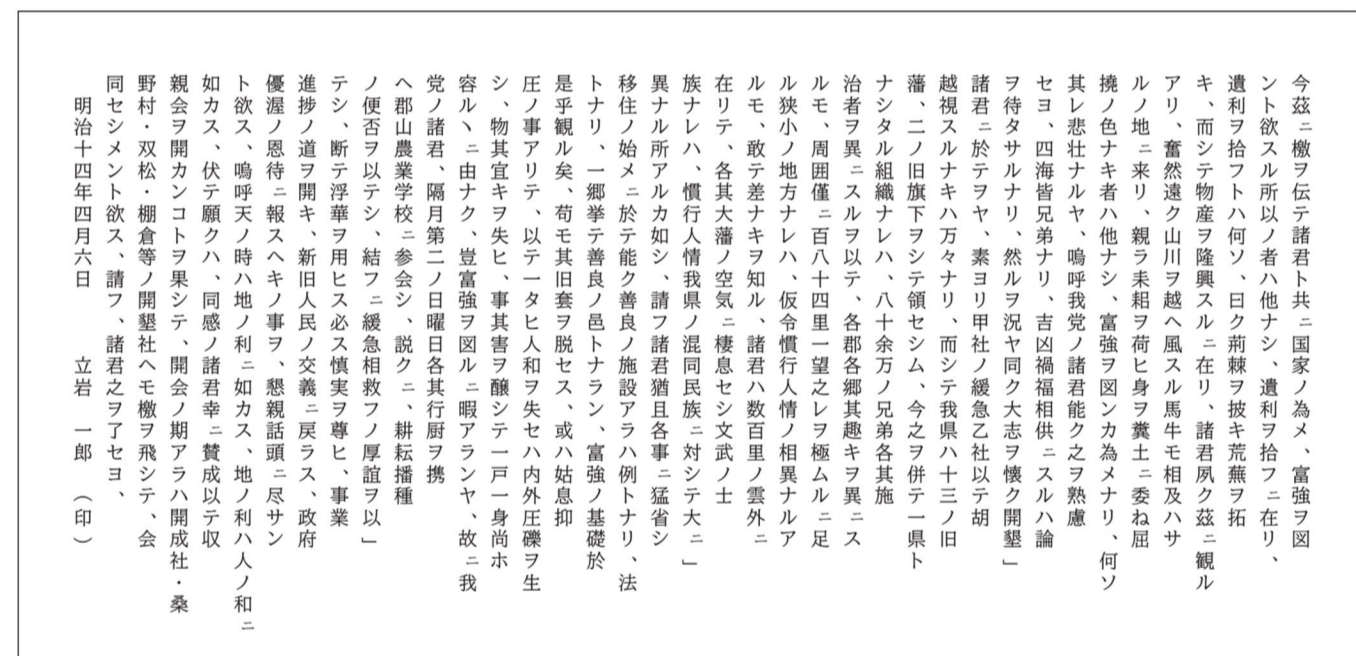 今茲ニ檄ヲ伝テ諸君ト共ニ国家ノ為メ、富強ヲ図
ント欲スル所以ノ者ハ他ナシ、遺利ヲ拾フニ在リ、
遺利ヲ拾フトハ何ソ、曰ク荊棘ヲ披キ荒蕪ヲ拓
キ、而シテ物産ヲ隆興スルニ在リ、諸君夙ク茲ニ観ル
アリ、奮然遠ク山川ヲ越ヘ風スル馬牛モ相及ハサ
ルノ地ニ来リ、親ラ耒耜ヲ荷ヒ身ヲ糞土ニ委ね屈
撓ノ色ナキ者ハ他ナシ、富強ヲ図ンカ為メナリ、何ソ
其レ悲壮ナルヤ、嗚呼我党ノ諸君能ク之ヲ熟慮
セヨ、四海皆兄弟ナリ、吉凶禍福相供ニスルハ論
ヲ待タサルナリ、然ルヲ況ヤ同ク大志ヲ懐ク開墾」
諸君ニ於テヲヤ、素ヨリ甲社ノ緩急乙社以テ胡
越視スルナキハ万々ナリ、而シテ我県ハ十三ノ旧
藩、二ノ旧旗下ヲシテ領セシム、今之ヲ併テ一県ト
ナシタル組織ナレハ、八十余万ノ兄弟各其施
治者ヲ異ニスルヲ以テ、各郡各郷其趣キヲ異ニス
ルモ、周囲僅ニ百八十四里一望之レヲ極ムルニ足
ル狭小ノ地方ナレハ、仮令慣行人情ノ相異ナルア
ルモ、敢テ差ナキヲ知ル、諸君ハ数百里ノ雲外ニ
在リテ、各其大藩ノ空気ニ棲息セシ文武ノ士
族ナレハ、慣行人情我県ノ混同民族ニ対シテ大ニ」
異ナル所アルカ如シ、請フ諸君猶且各事ニ猛省シ
移住ノ始メニ於テ能ク善良ノ施設アラハ例トナリ、法
トナリ、一郷挙テ善良ノ邑トナラン、富強ノ基礎於
是乎観ル矣、苟モ其旧套ヲ脱セス、或ハ姑息抑
圧ノ事アリテ、以テ一タヒ人和ヲ失セハ内外圧轢ヲ生
シ、物其宜キヲ失ヒ、事其害ヲ醸シテ一戸一身尚ホ
容ルヽニ由ナク、豈富強ヲ図ルニ暇アランヤ、故ニ我
党ノ諸君、隔月第二ノ日曜日各其行厨ヲ携
ヘ郡山農業学校ニ参会シ、説クニ、耕耘播種
ノ便否ヲ以テシ、結フニ緩急相救フノ厚誼ヲ以」
テシ、断テ浮華ヲ用ヒス必ス慎実ヲ尊ヒ、事業
進捗ノ道ヲ開キ、新旧人民ノ交義ニ戻ラス、政府
優渥ノ恩待ニ報スヘキノ事ヲ、懇親話頭ニ尽サン
ト欲ス、嗚呼天ノ時ハ地ノ利ニ如カス、地ノ利ハ人ノ和ニ
如カス、伏テ願クハ、同感ノ諸君幸ニ賛成以テ収
親会ヲ開カンコトヲ果シテ、開会ノ期アラハ開成社・桑
野村・双松・棚倉等ノ開墾社ヘモ檄ヲ飛シテ、会
同セシメント欲ス、請フ、諸君之ヲ了セヨ、
明治十四年四月六日 立岩 一郎 （印）